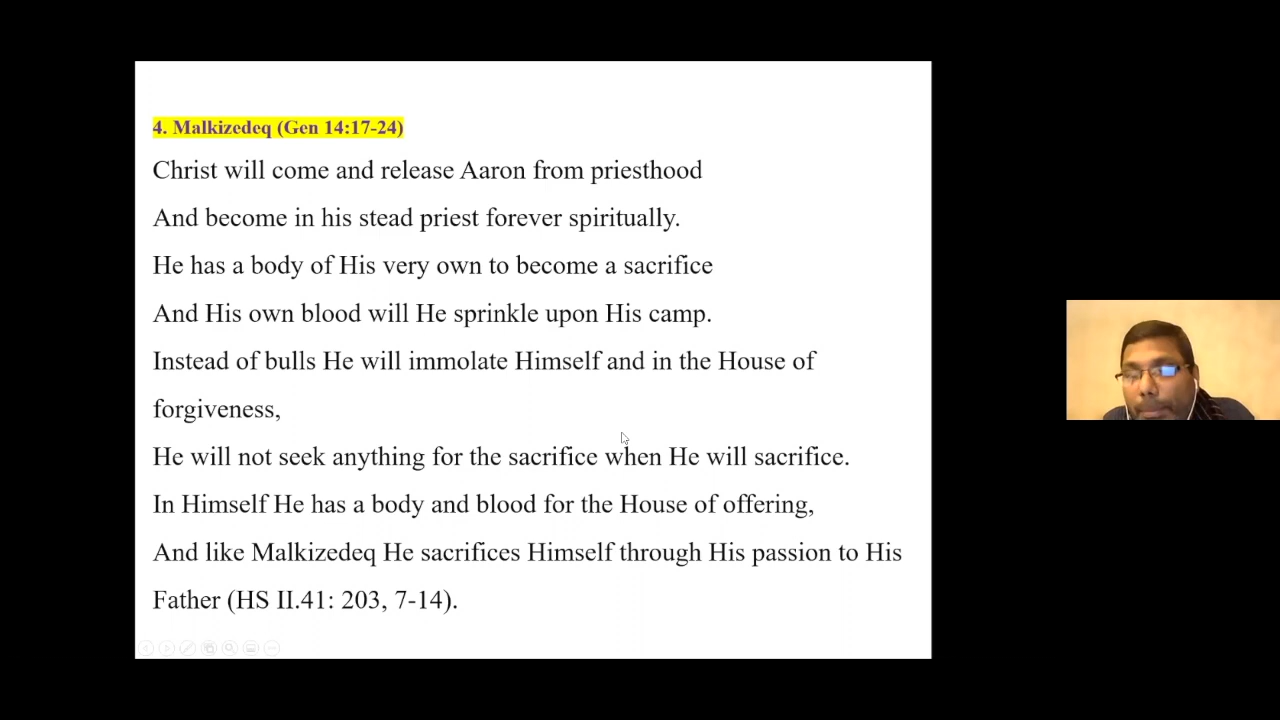 4. Malkizedeq (Gen 14:17-24)
Christ will come and release Aaron from priesthood
And become in his stead priest forever spiritually.
He has a body of His very own to become a sacrifice
And His own blood will He sprinkle upon His camp.
Instead of bulls He will immolate Himself and in the House of
forgiveness,
He will not seek anything for the sacrifice when He will sacrifice.
In Himself He has a body and blood for the House of offering,
And like Malkizedeq He sacrifices Himself through His passion to His
Father (HS II.41: 203, 7-14).